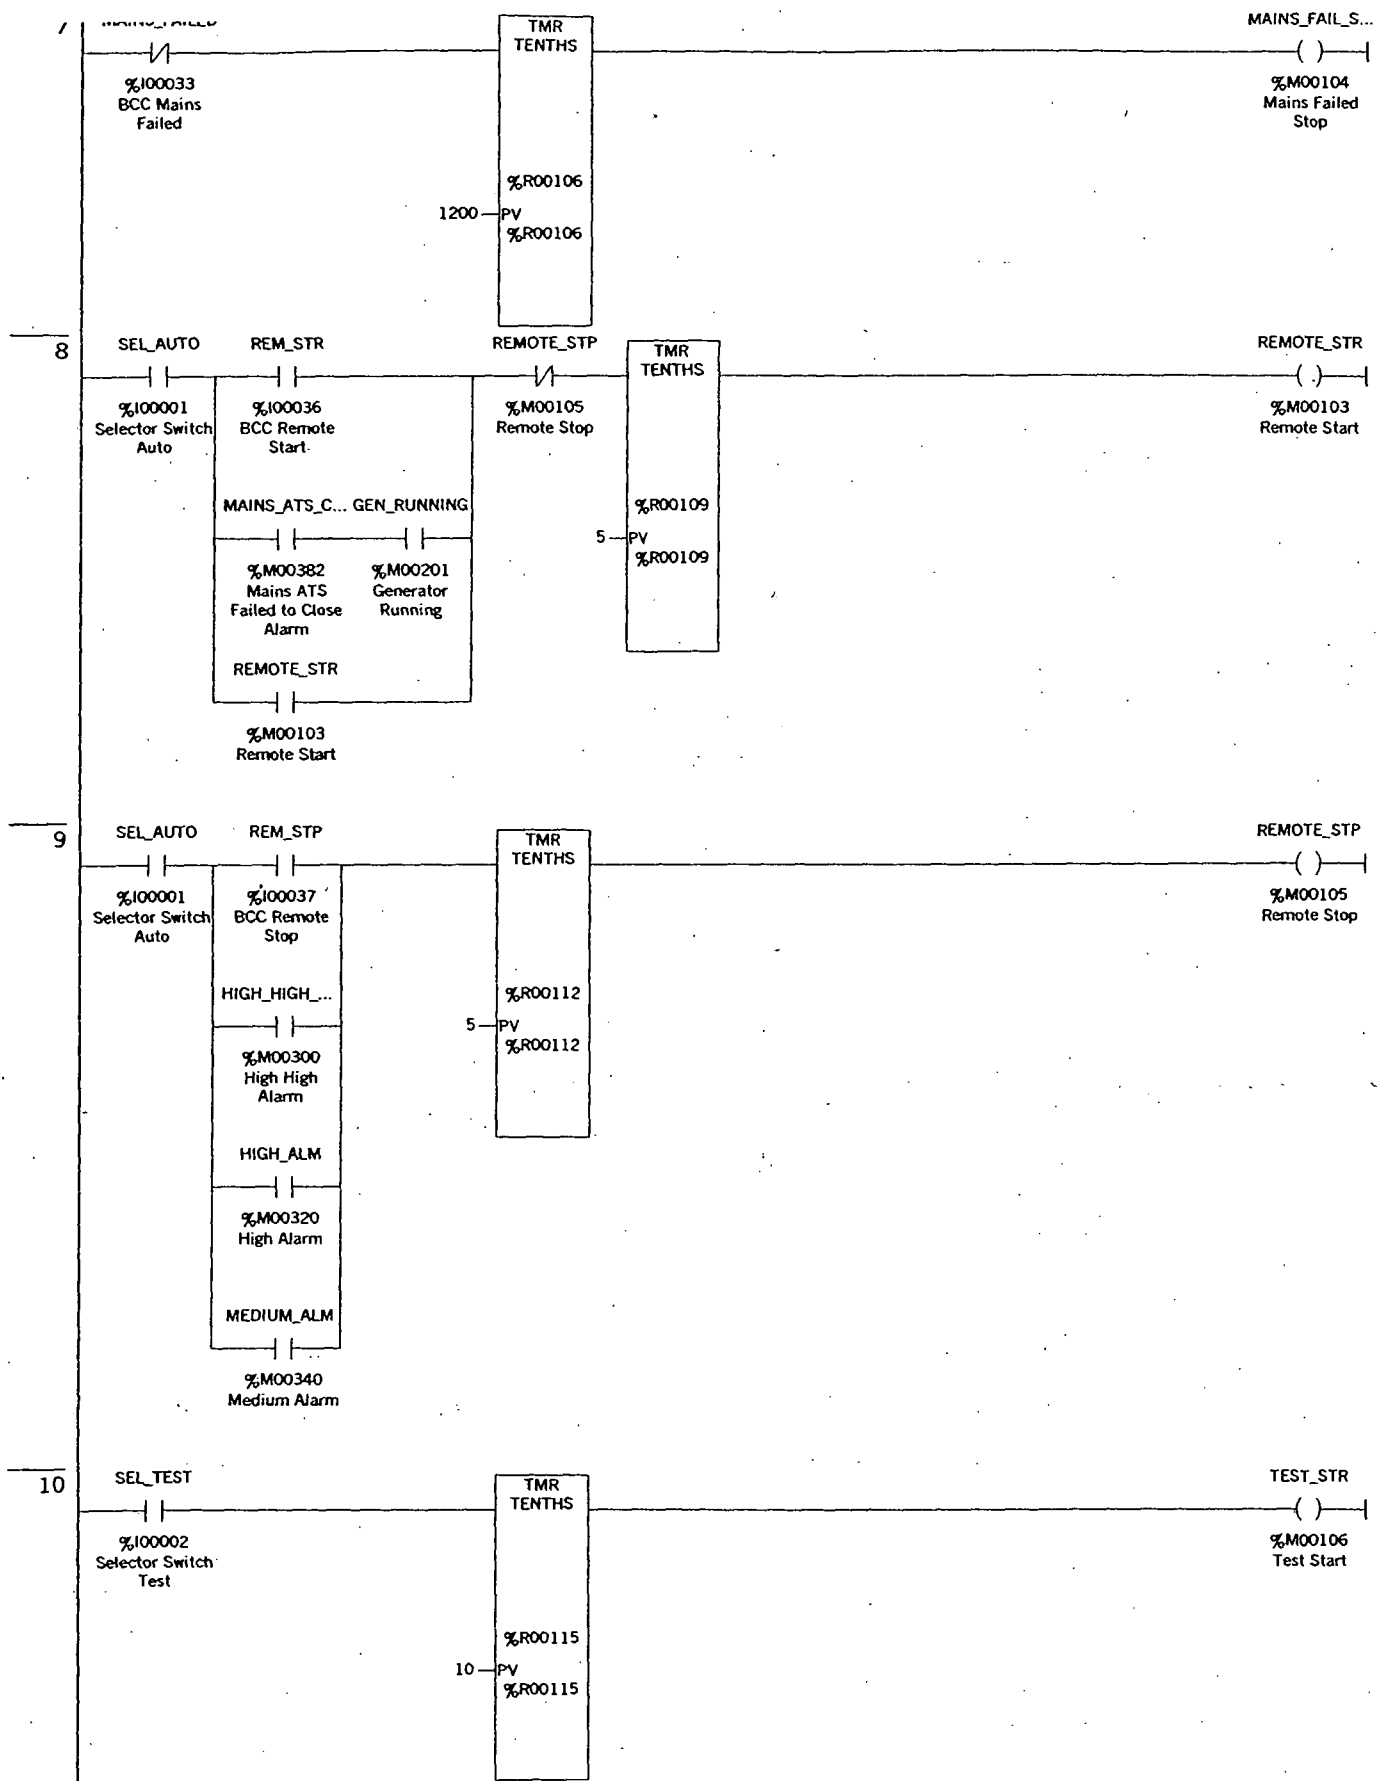 7
MAINS_FAILED
TMR
TENTHS
MAINS_FAIL_S...
%I00033
BCC Mains
Failed
%M00104
Mains Failed
Stop
%R00106
1200
PV
%R00106
8
SEL_AUTO
REM_STR
REMOTE_STP
TMR
TENTHS
REMOTE_STR
%I00001
Selector Switch
Auto
%I00036
BCC Remote
Start
%M00105
Remote Stop
%M00103
Remote Start
MAINS_ATS_C...
GEN_RUNNING
%R00109
5
PV
%R00109
%M00382
Mains ATS
Failed to Close
Alarm
%M00201
Generator
Running
REMOTE_STR
%M00103
Remote Start
9
SEL_AUTO
REM_STP
TMR
TENTHS
REMOTE_STP
%I00001
Selector Switch
Auto
%I00037
BCC Remote
Stop
%M00105
Remote Stop
HIGH_HIGH_...
%R00112
5
PV
%R00112
%M00300
High High
Alarm
HIGH_ALM
%M00320
High Alarm
MEDIUM_ALM
%M00340
Medium Alarm
10
SEL_TEST
TMR
TENTHS
TEST_STR
%I00002
Selector Switch
Test
%M00106
Test Start
%R00115
10
PV
%R00115